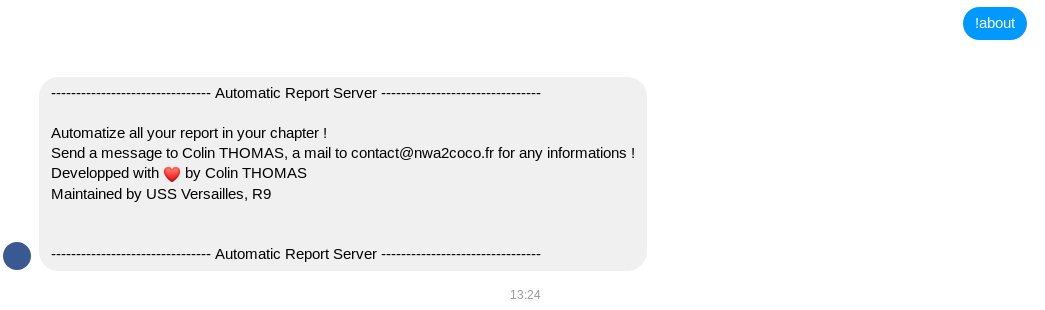 !about
-------------------------------- Automatic Report Server --------------------------------
Automatize all your report in your chapter !
Send a message to Colin THOMAS, a mail to contact@nwa2coco.fr for any informations !
Developped with ❤️ by Colin THOMAS
Maintained by USS Versailles, R9
-------------------------------- Automatic Report Server --------------------------------
13:24